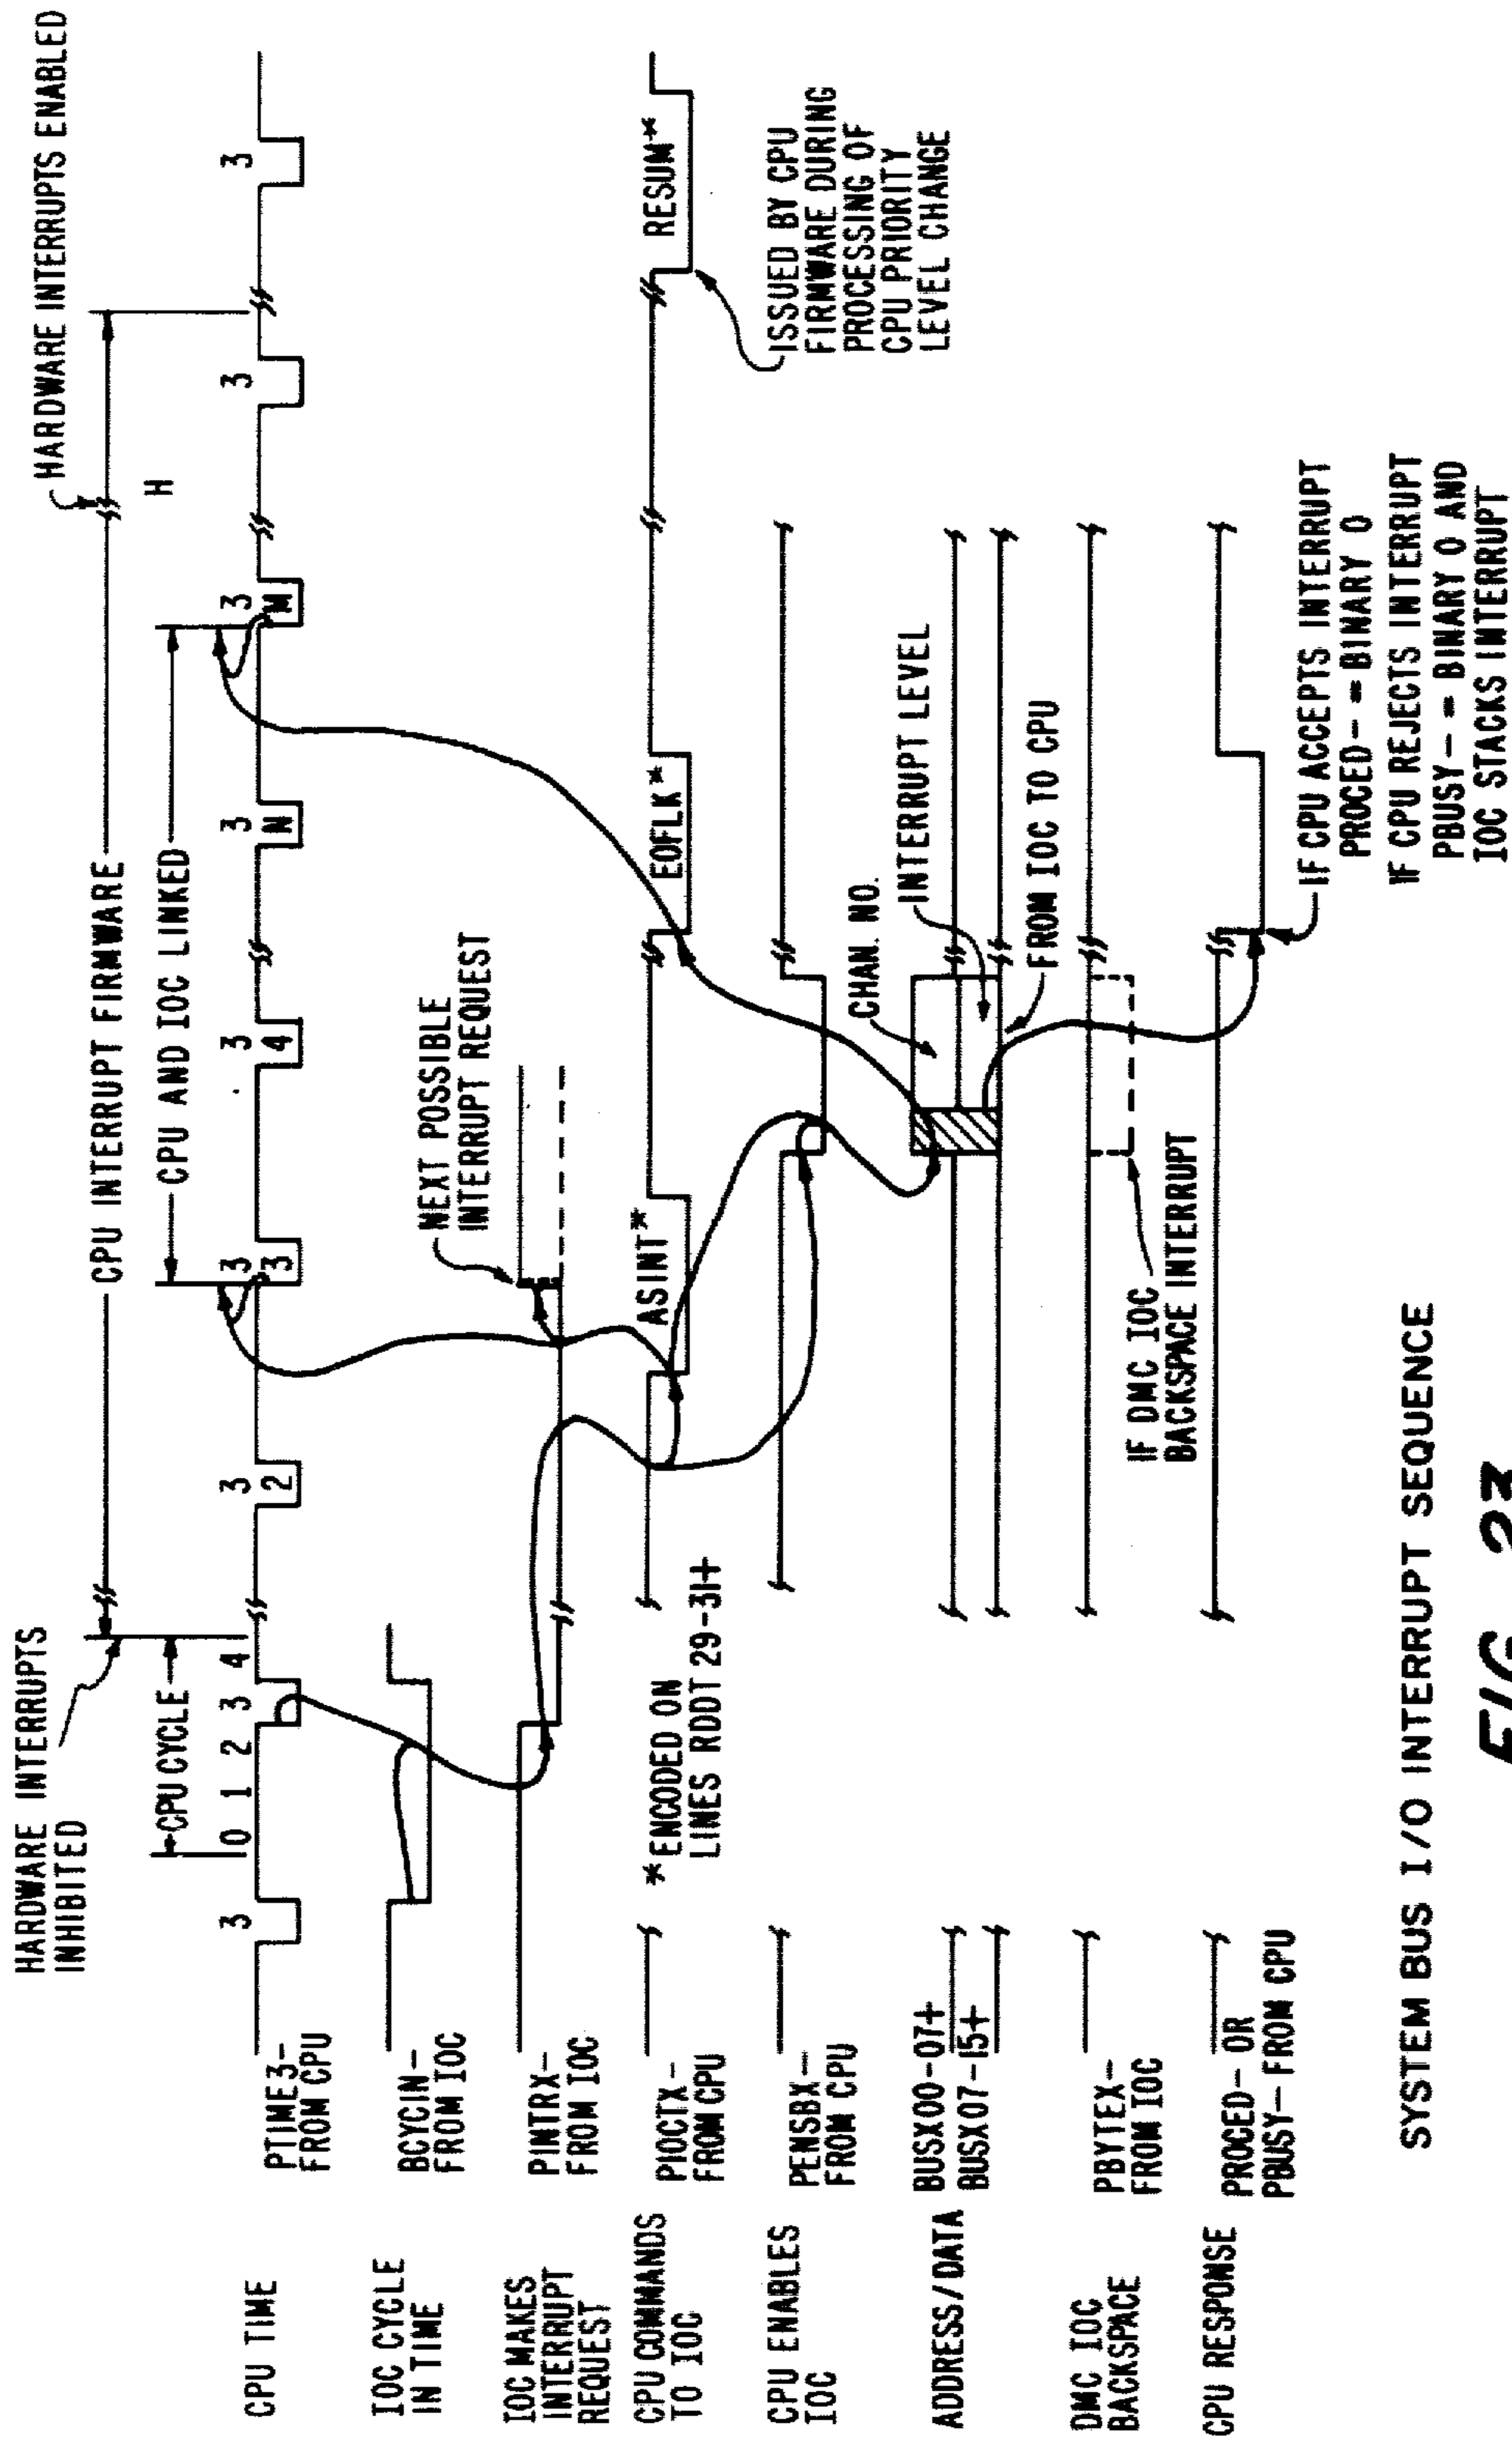 HARDWARE INTERRUPTS
INHIBITED
HARDWARE INTERRUPTS ENABLED
CPU INTERRUPT FIRMWARE
CPU CYCLE
CPU AND IOC LINKED
H
3 0 1 2 3 4 3 3 3 3 3 3 3
2 3 4 N M
CPU TIME
PTIME3-
FROM CPU
IOC CYCLE
IN TIME
BCYCIN-
FROM IOC
NEXT POSSIBLE
INTERRUPT REQUEST
IOC MAKES
INTERRUPT
REQUEST
PINTRX-
FROM IOC
CPU COMMANDS
TO IOC
PIOCTX-
FROM CPU
*ENCODED ON
LINES RDDT 29-31+
ASINT*
EOFLK*
RESUM*
ISSUED BY CPU
FIRMWARE DURING
PROCESSING OF
CPU PRIORITY
LEVEL CHANGE
CPU ENABLES
IOC
PENSBX-
FROM CPU
CHAN. NO.
INTERRUPT LEVEL
ADDRESS/DATA
BUSX00-07+
BUSX07-15+
FROM IOC TO CPU
DMC IOC
BACKSPACE
PBYTEX-
FROM IOC
IF DMC IOC
BACKSPACE INTERRUPT
CPU RESPONSE
PROCED- OR
PBUSY- FROM CPU
IF CPU ACCEPTS INTERRUPT
PROCED- = BINARY 0
IF CPU REJECTS INTERRUPT
PBUSY- = BINARY 0 AND
IOC STACKS INTERRUPT
SYSTEM BUS I/O INTERRUPT SEQUENCE
FIG. 23